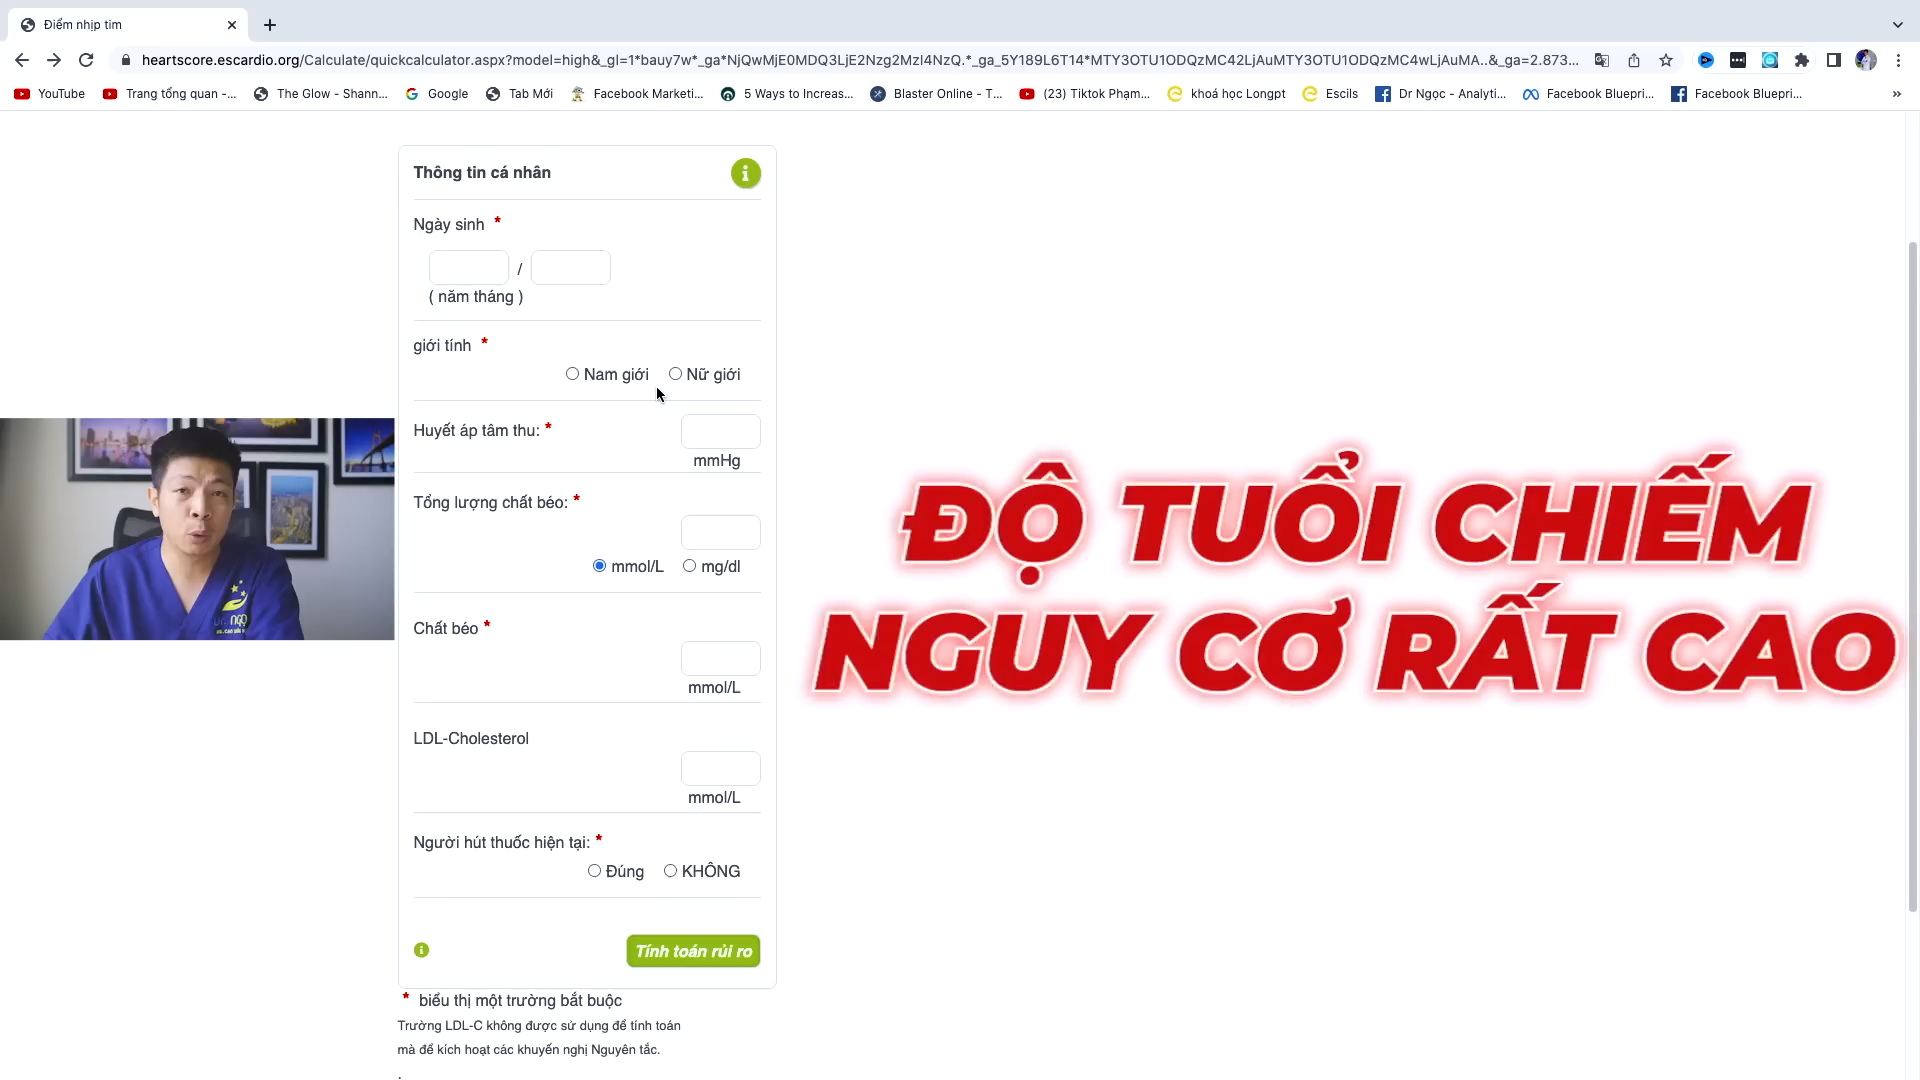 Điểm nhịp tim
heartscore.escardio.org/Calculate/quickcalculator.aspx?model=high&_gl=1*bauy7w*_ga*NjQwMjE0MDQ3LjE2Nzg2MzI4NzQ.*_ga_5Y189L6T14*MTY3OTU1ODQzMC42LjAuMTY3OTU1ODQzMC4wLjAuMA..&_ga=2.873...
YouTube
Trang tổng quan -...
The Glow - Shann...
Google
Tab Mới
Facebook Marketi...
5 Ways to Increas...
Blaster Online - T...
(23) Tiktok Phạm...
khoá học Longpt
Escils
Dr Ngọc - Analyti...
Facebook Bluepri...
Facebook Bluepri...
»
Thông tin cá nhân
Ngày sinh *
/
( năm tháng )
giới tính *
Nam giới Nữ giới
Huyết áp tâm thu: *
mmHg
Tổng lượng chất béo: *
mmol/L mg/dl
Chất béo *
mmol/L
LDL-Cholesterol
mmol/L
Người hút thuốc hiện tại: *
Đúng KHÔNG
Tính toán rủi ro
* biểu thị một trường bắt buộc
Trường LDL-C không được sử dụng để tính toán
mà để kích hoạt các khuyến nghị Nguyên tắc.
.
ĐỘ TUỔI CHIẾM
NGUY CƠ RẤT CAO